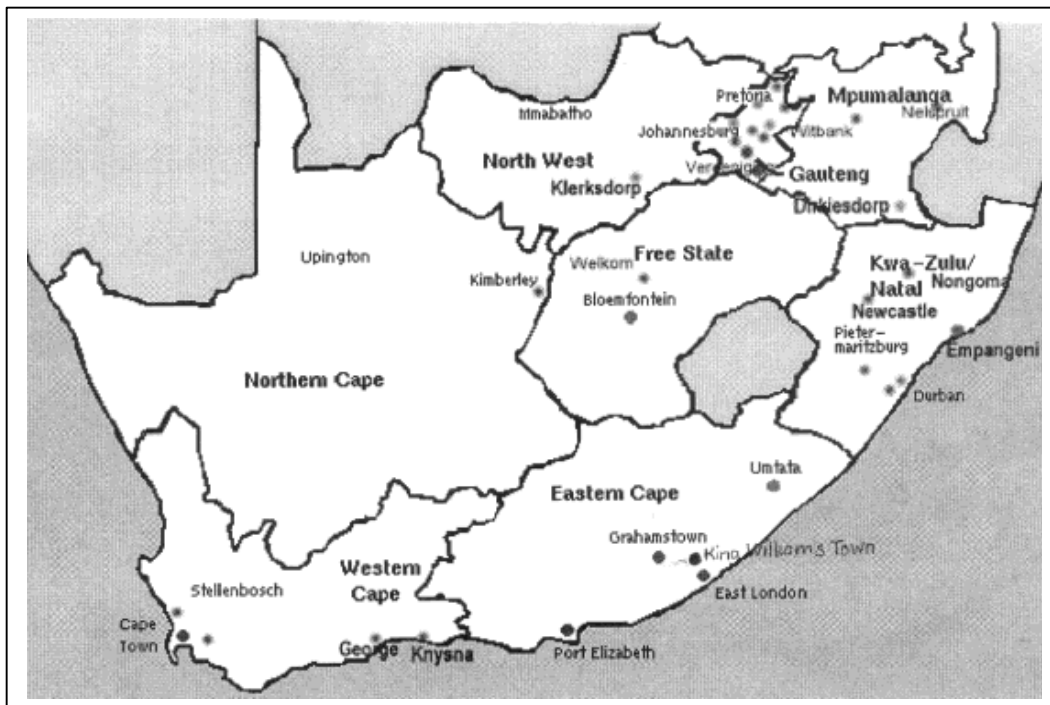 Pretoria
Mpumalanga
Mmabatho
Nelspruit
Johannesburg
Witbank
North West
Klerksdorp
Gauteng
Upington
Free State
Welkom
Kimberley
Bloemfontein
Kwa-Zulu/
Natal
Nongoma
Newcastle
Pieter-
maritzburg
Empangeni
Northern Cape
Durban
Umtata
Eastern Cape
Grahamstown
King William's Town
East London
Western
Cape
Stellenbosch
Cape
Town
George
Knysna
Port Elizabeth